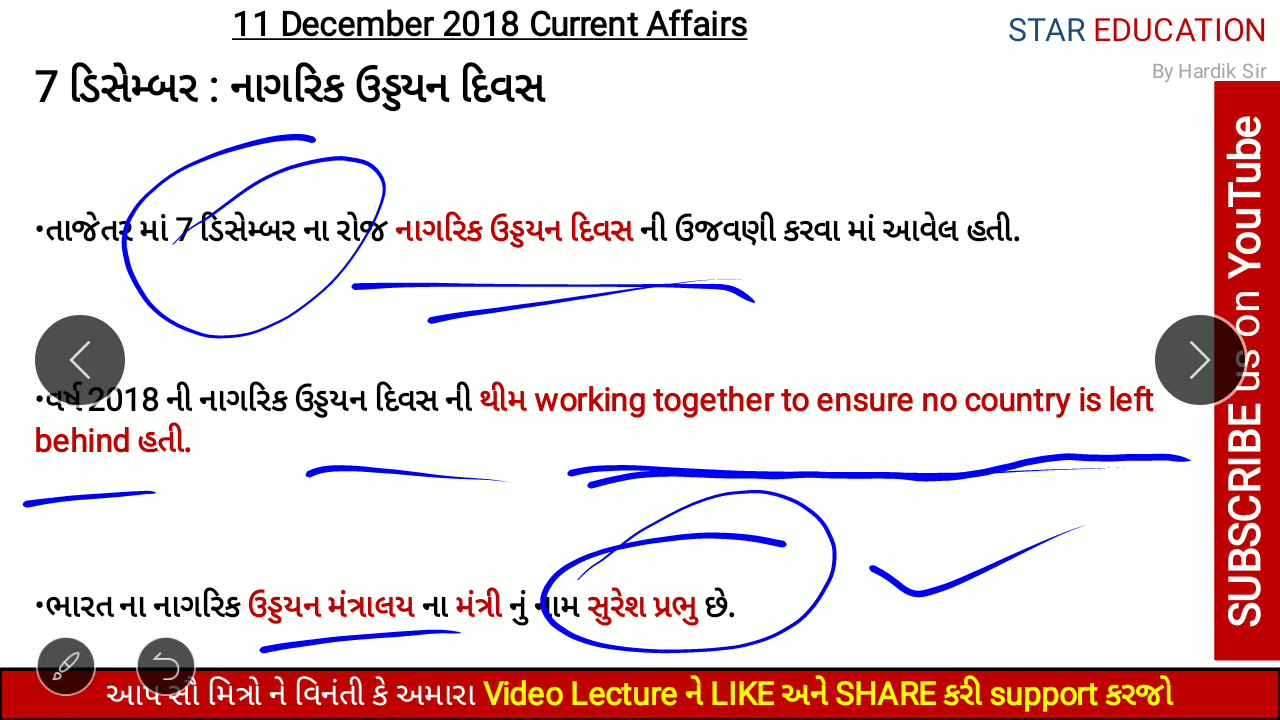 11 December 2018 Current Affairs
STAR EDUCATION
By Hardik Sir
7 ડિસેમ્બર : નાગરિક ઉડ્ડયન દિવસ
•તાજેતર માં 7 ડિસેમ્બર ના રોજ નાગરિક ઉડ્ડયન દિવસ ની ઉજવણી કરવા માં આવેલ હતી.
•વર્ષ 2018 ની નાગરિક ઉડ્ડયન દિવસ ની થીમ working together to ensure no country is left
behind હતી.
•ભારત ના નાગરિક ઉડ્ડયન મંત્રાલય ના મંત્રી નું નામ સુરેશ પ્રભુ છે.
SUBSCRIBE us on YouTube
આપ સૌ મિત્રો ને વિનંતી કે અમારા Video Lecture ને LIKE અને SHARE કરી support કરજો